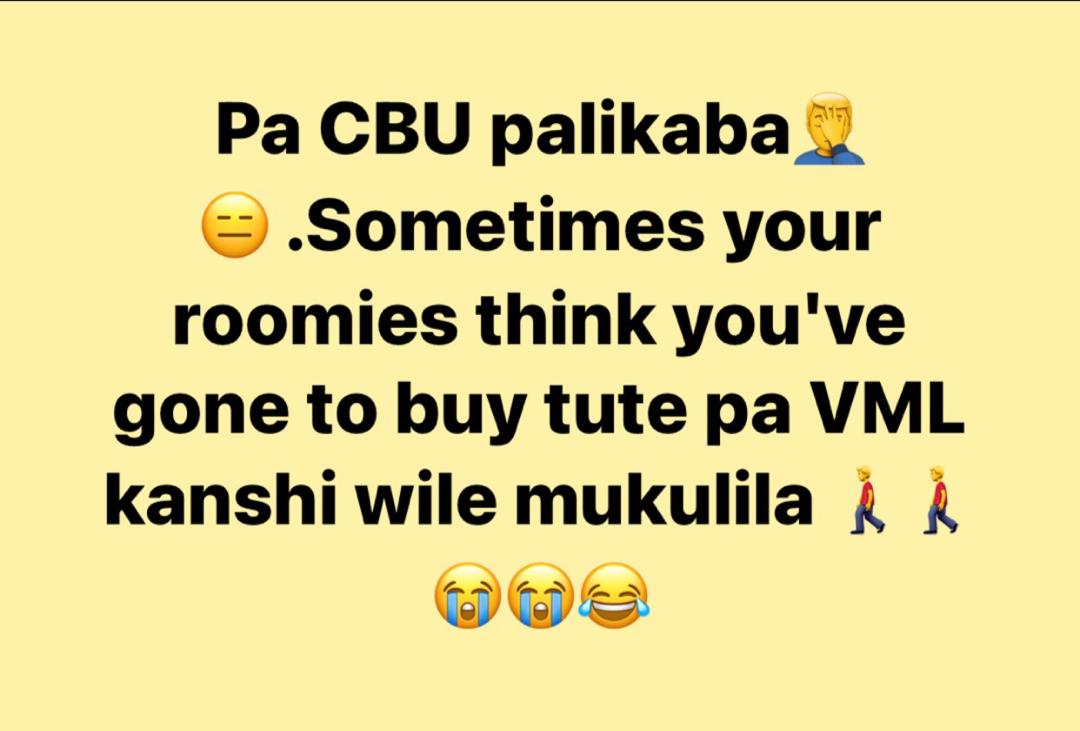 Pa CBU palikaba🤦‍♂️
😑 .Sometimes your
roomies think you've
gone to buy tute pa VML
kanshi wile mukulila 🚶‍♂️🚶‍♂️
😭😭😂